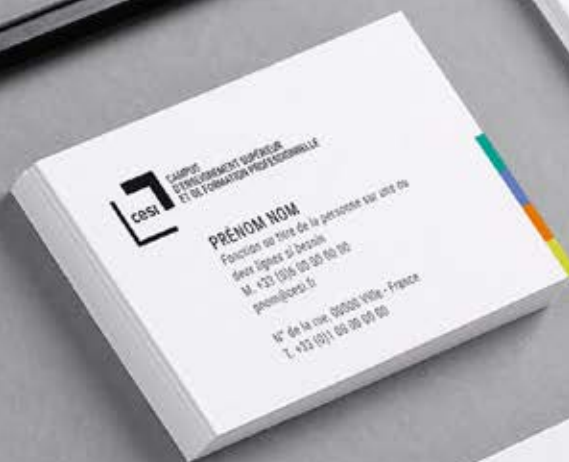 cesi
CAMPUS
D'ENSEIGNEMENT SUPÉRIEUR
ET DE FORMATION PROFESSIONNELLE
PRÉNOM NOM
Fonction ou titre de la personne sur une ou
deux lignes si besoin
M. +33 (0)6 00 00 00 00
pnom@cesi.fr
N° de la rue, 00000 Ville - France
T. +33 (0)1 00 00 00 00